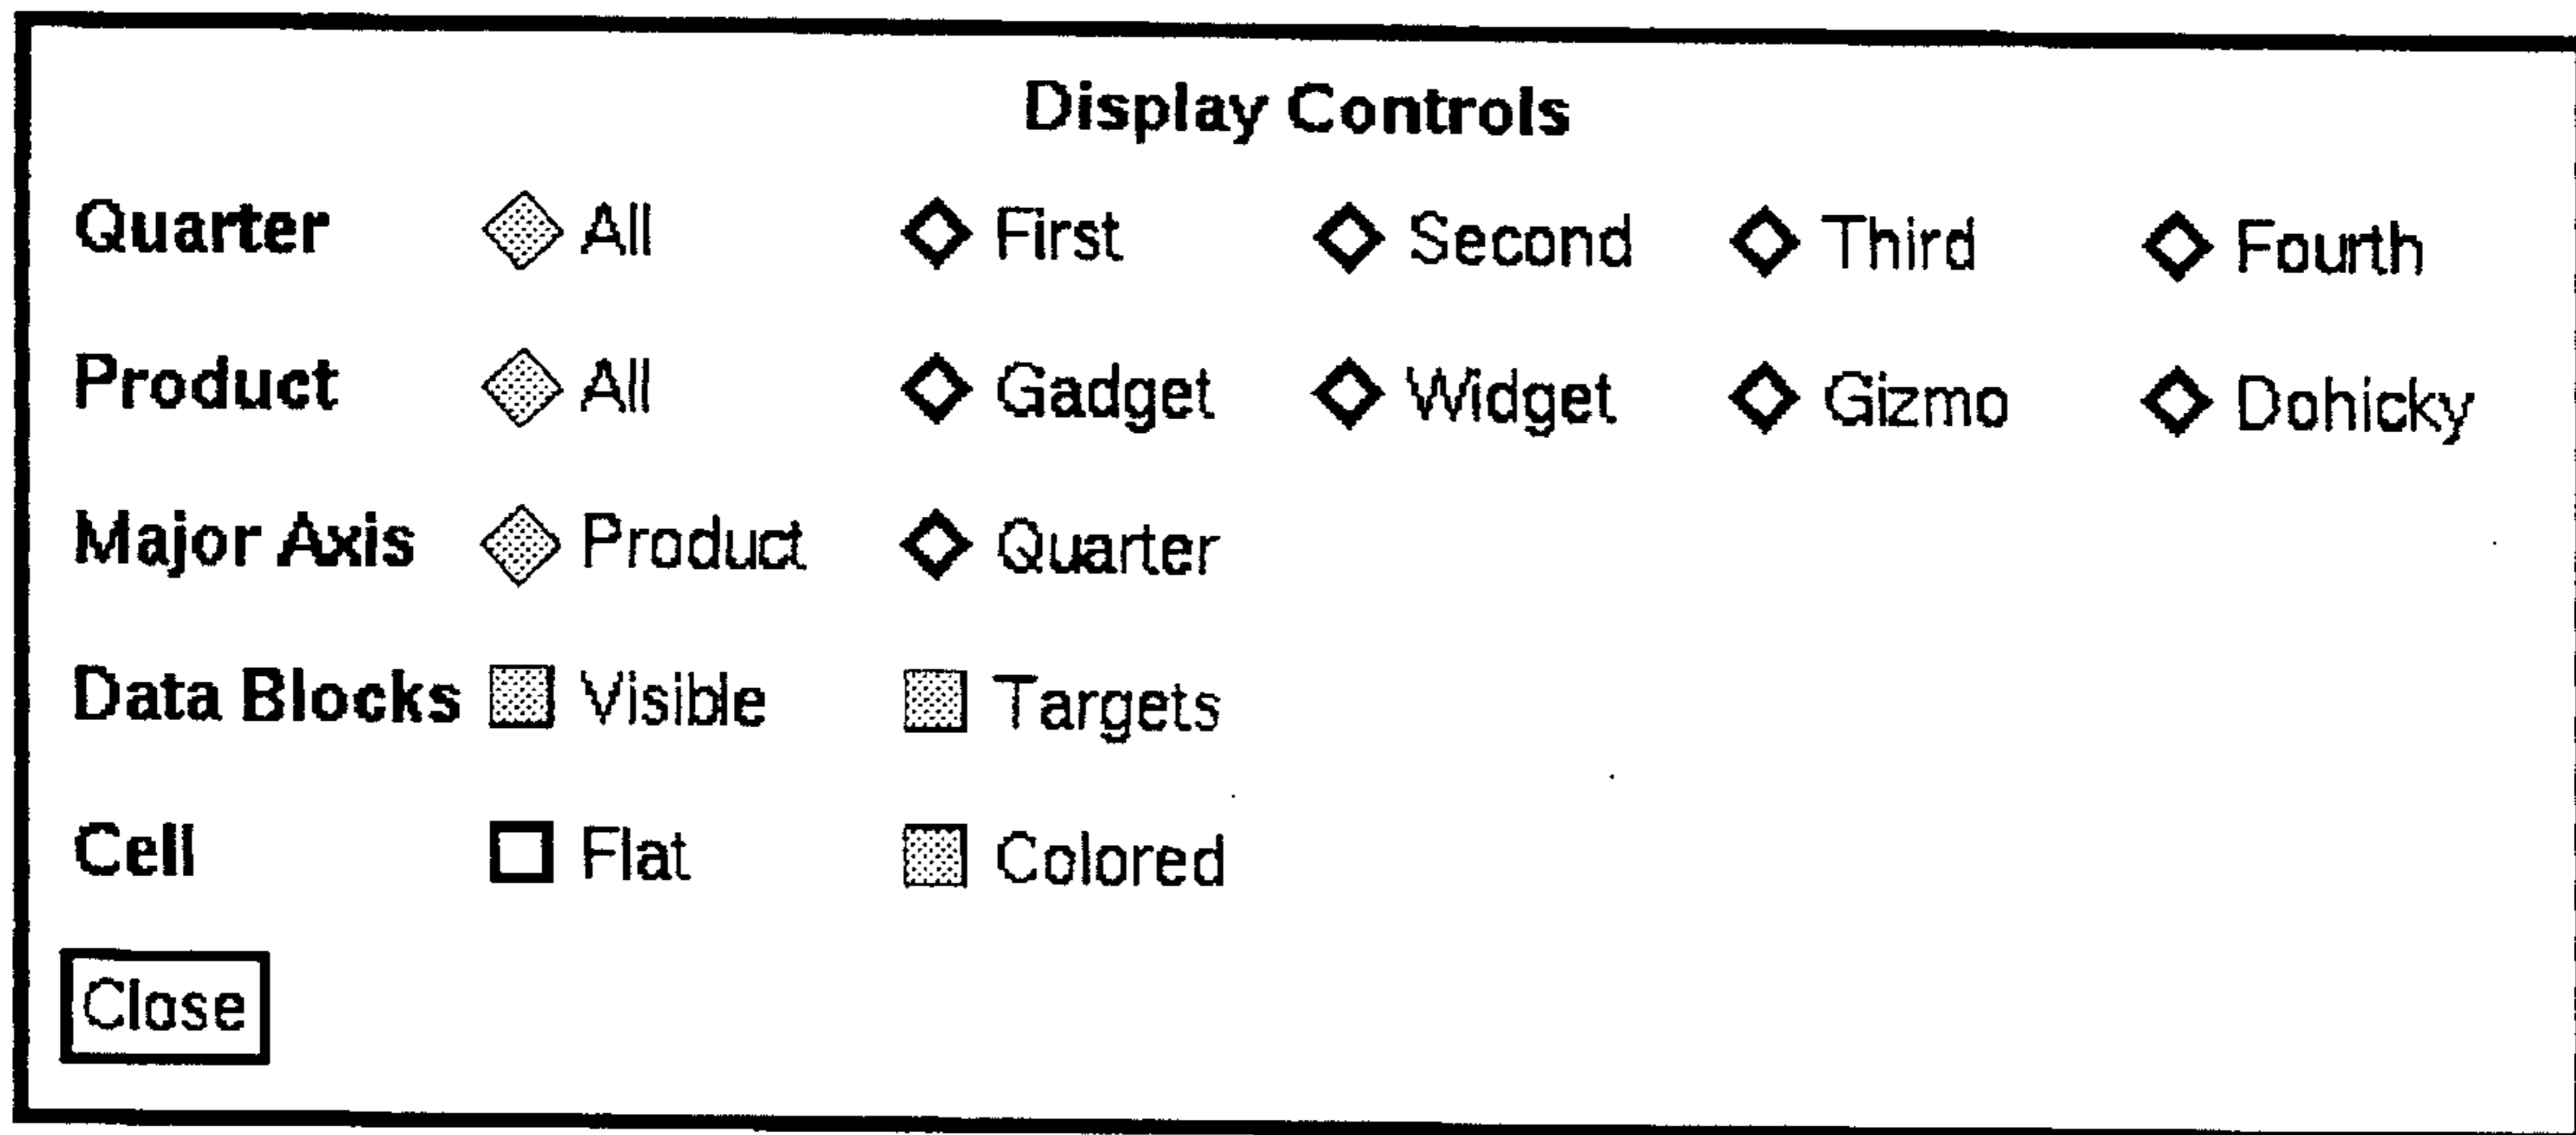 Display Controls
Quarter All First Second Third Fourth
Product All Gadget Widget Gizmo Dohicky
Major Axis Product Quarter
Data Blocks Visible Targets
Cell Flat Colored
Close